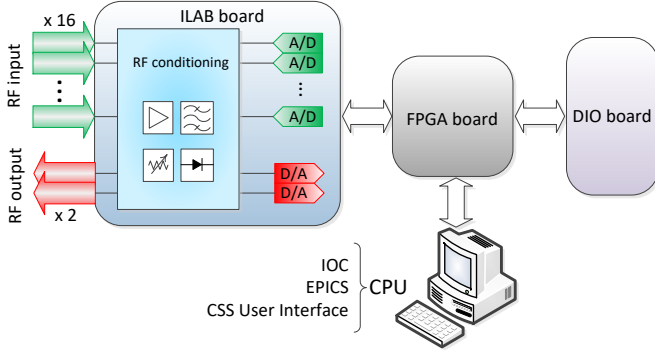 ILAB board
x 16
RF input
RF conditioning
A/D
A/D
A/D
FPGA board
DIO board
RF output
x 2
D/A
D/A
IOC
EPICS
CSS User Interface
CPU